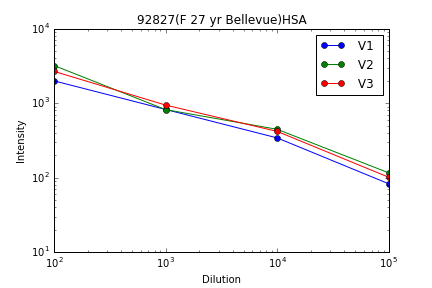 92827(F 27 yr Bellevue)HSA
10^4
10^3
10^2
10^1
Intensity
V1
V2
V3
10^2 10^3 10^4 10^5
Dilution